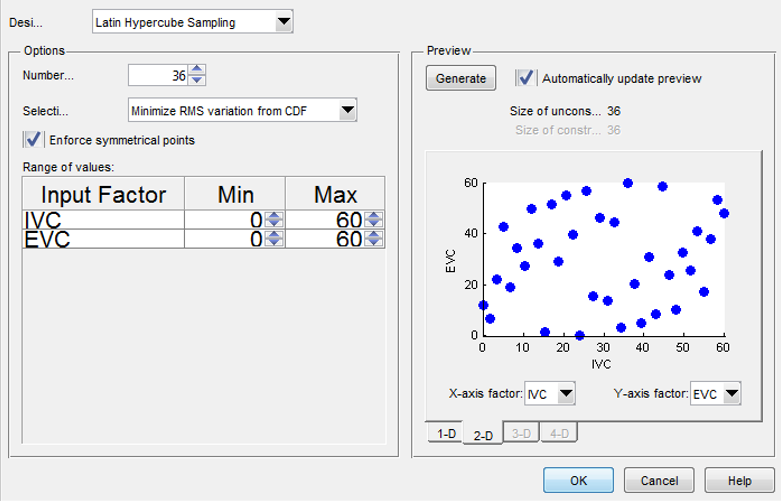 Desi... Latin Hypercube Sampling
Options
Number... 36
Selecti... Minimize RMS variation from CDF
Enforce symmetrical points
Range of values:
Input Factor Min Max
IVC 0 60
EVC 0 60
Preview
Generate Automatically update preview
Size of uncons... 36
Size of constr... 36
60
40
20
0
EVC
0 10 20 30 40 50 60
IVC
X-axis factor: IVC Y-axis factor: EVC
1-D 2-D 3-D 4-D
OK Cancel Help